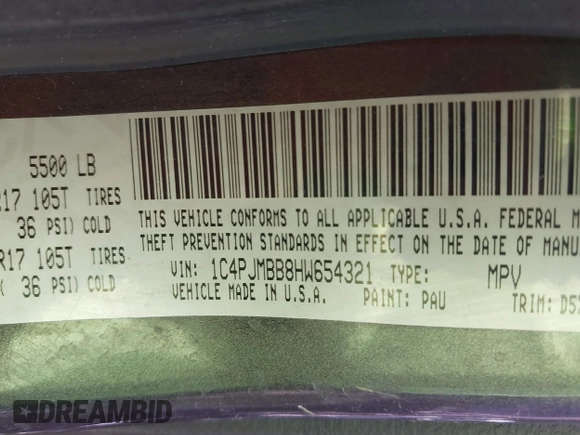 5500 LB
R17 105T TIRES
36 PSI) COLD
R17 105T TIRES
( 36 PSI) COLD
THIS VEHICLE CONFORMS TO ALL APPLICABLE U.S.A. FEDERAL M
THEFT PREVENTION STANDARDS IN EFFECT ON THE DATE OF MANU
VIN: 1C4PJMBB8HW654321 TYPE: MPV
VEHICLE MADE IN U.S.A. PAINT: PAU TRIM: D5X
DREAMBID